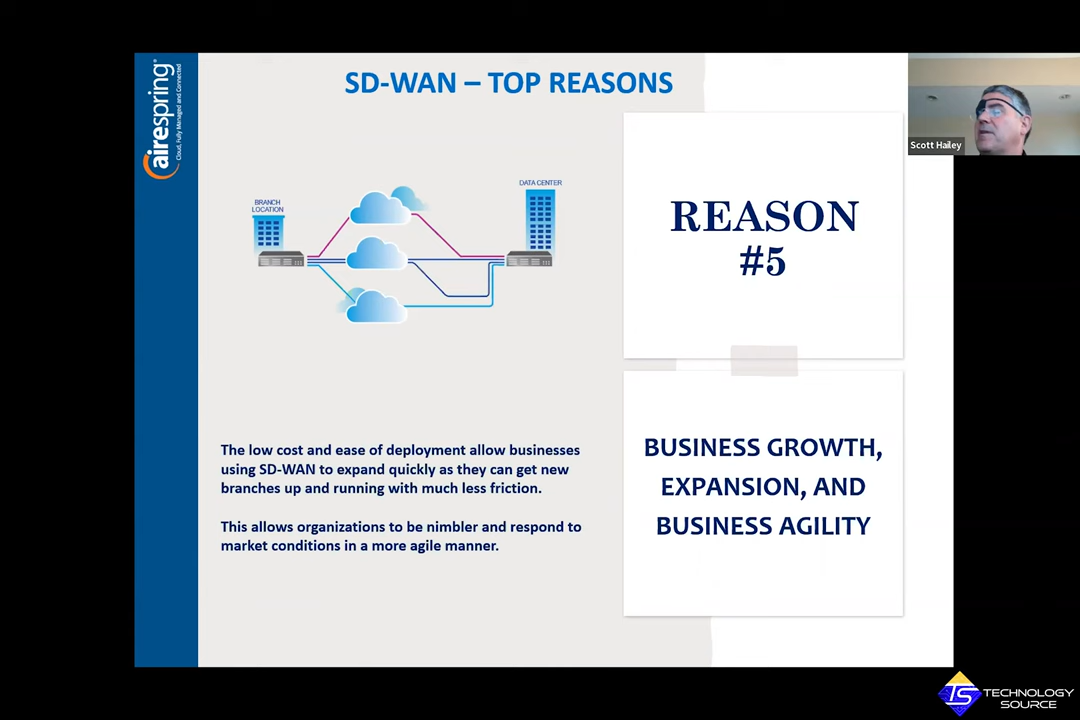 SD-WAN – TOP REASONS
airespring®
Cloud, Fully Managed and Connected
BRANCH
LOCATION
DATA CENTER
REASON
#5
Scott Hailey
The low cost and ease of deployment allow businesses
using SD-WAN to expand quickly as they can get new
branches up and running with much less friction.
This allows organizations to be nimbler and respond to
market conditions in a more agile manner.
BUSINESS GROWTH,
EXPANSION, AND
BUSINESS AGILITY
TS
TECHNOLOGY
SOURCE